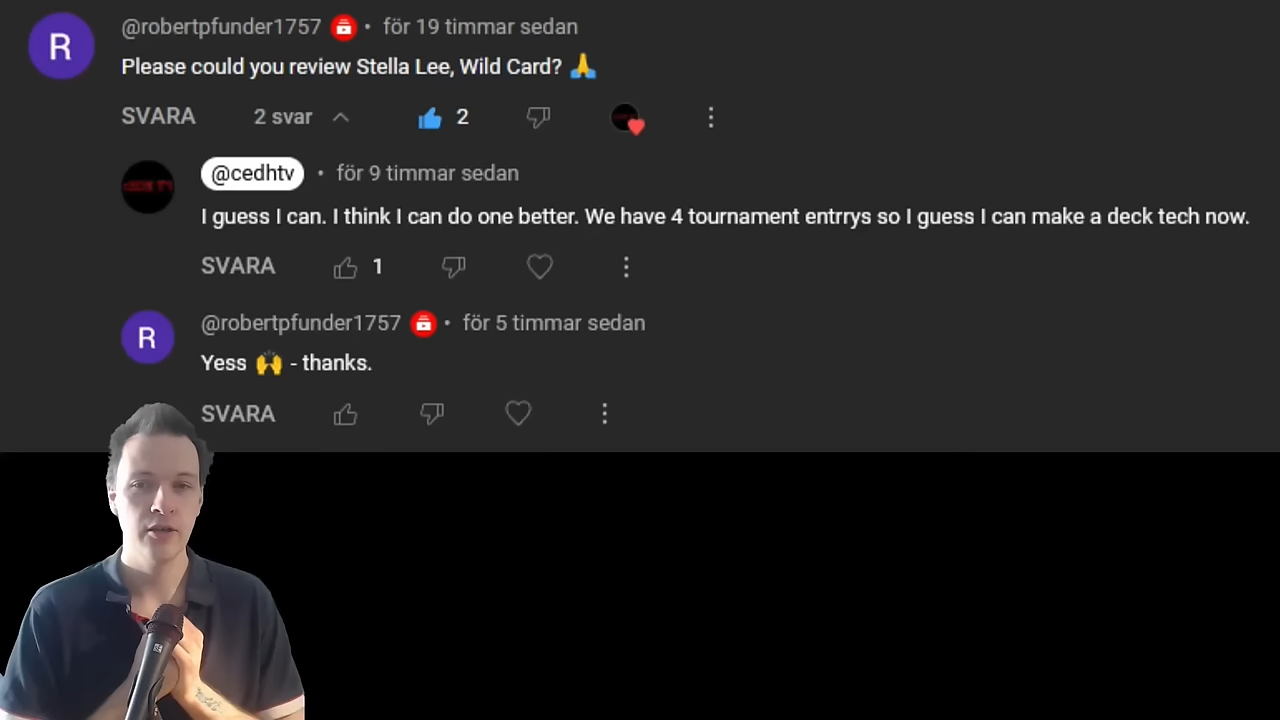 R
@robertpfunder1757 • för 19 timmar sedan
Please could you review Stella Lee, Wild Card? 🙏
SVARA 2 svar 2
@cedhtv • för 9 timmar sedan
I guess I can. I think I can do one better. We have 4 tournament entrrys so I guess I can make a deck tech now.
SVARA 1
R
@robertpfunder1757 • för 5 timmar sedan
Yess 🙌 - thanks.
SVARA